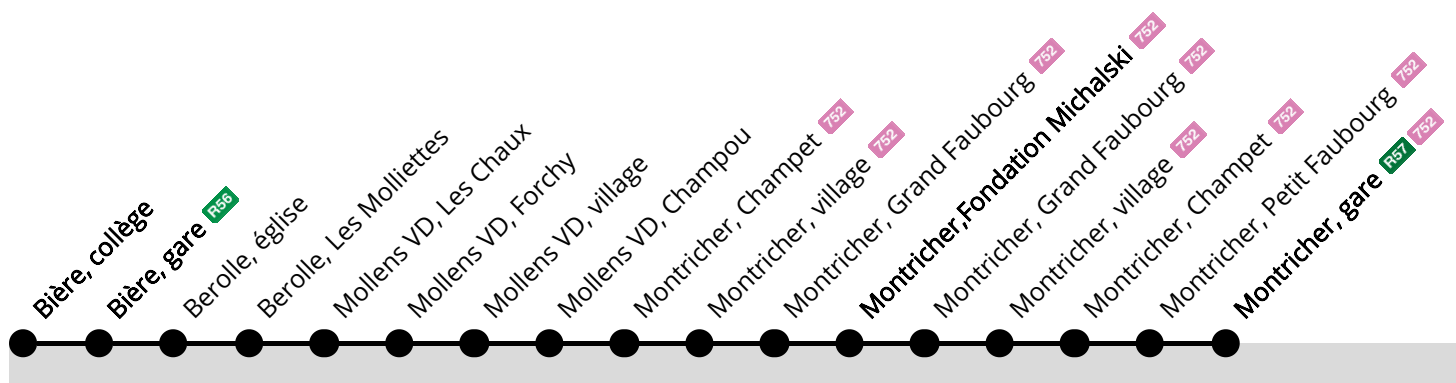 Bière, collège
Bière, gare R56
Berolle, église
Berolle, Les Molliettes
Mollens VD, Les Chaux
Mollens VD, Forchy
Mollens VD, village
Mollens VD, Champou
Montricher, Champet 752
Montricher, village 752
Montricher, Grand Faubourg 752
Montricher,Fondation Michalski 752
Montricher, Grand Faubourg 752
Montricher, village 752
Montricher, Champet 752
Montricher, Petit Faubourg 752
Montricher, gare R57 752